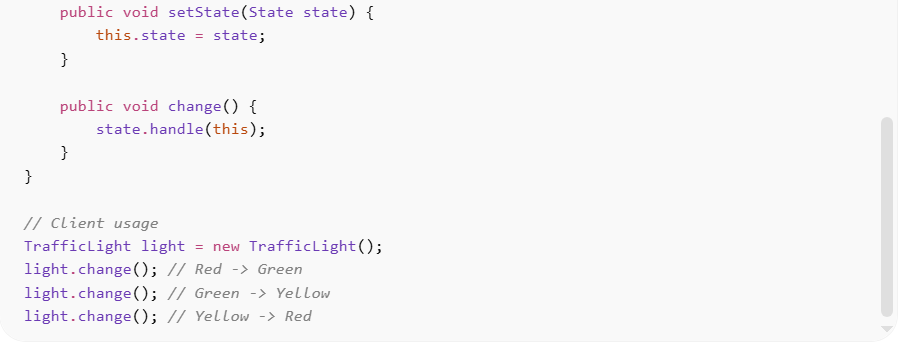 public void setState(State state) {
this.state = state;
}
public void change() {
state.handle(this);
}
}
// Client usage
TrafficLight light = new TrafficLight();
light.change(); // Red -> Green
light.change(); // Green -> Yellow
light.change(); // Yellow -> Red